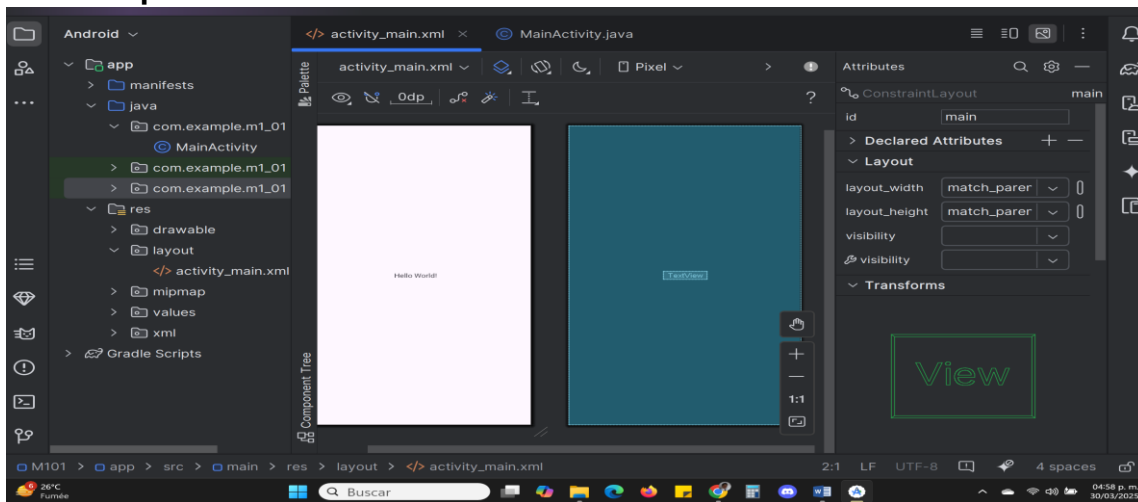 Android
activity_main.xml
MainActivity.java
app
manifests
java
com.example.m1_01
MainActivity
com.example.m1_01
com.example.m1_01
res
drawable
layout
</> activity_main.xml
mipmap
values
xml
Gradle Scripts
Palette
Component Tree
activity_main.xml
Pixel
0dp
?
Hello World!
TextView
1:1
Attributes
ConstraintLayout main
id main
Declared Attributes
Layout
layout_width match_parer
layout_height match_parer
visibility
visibility
Transforms
View
M101 > app > src > main > res > layout > </> activity_main.xml 2:1 LF UTF-8 4 spaces
6
26°C
Fumée
Buscar
04:58 p. m.
30/03/2025